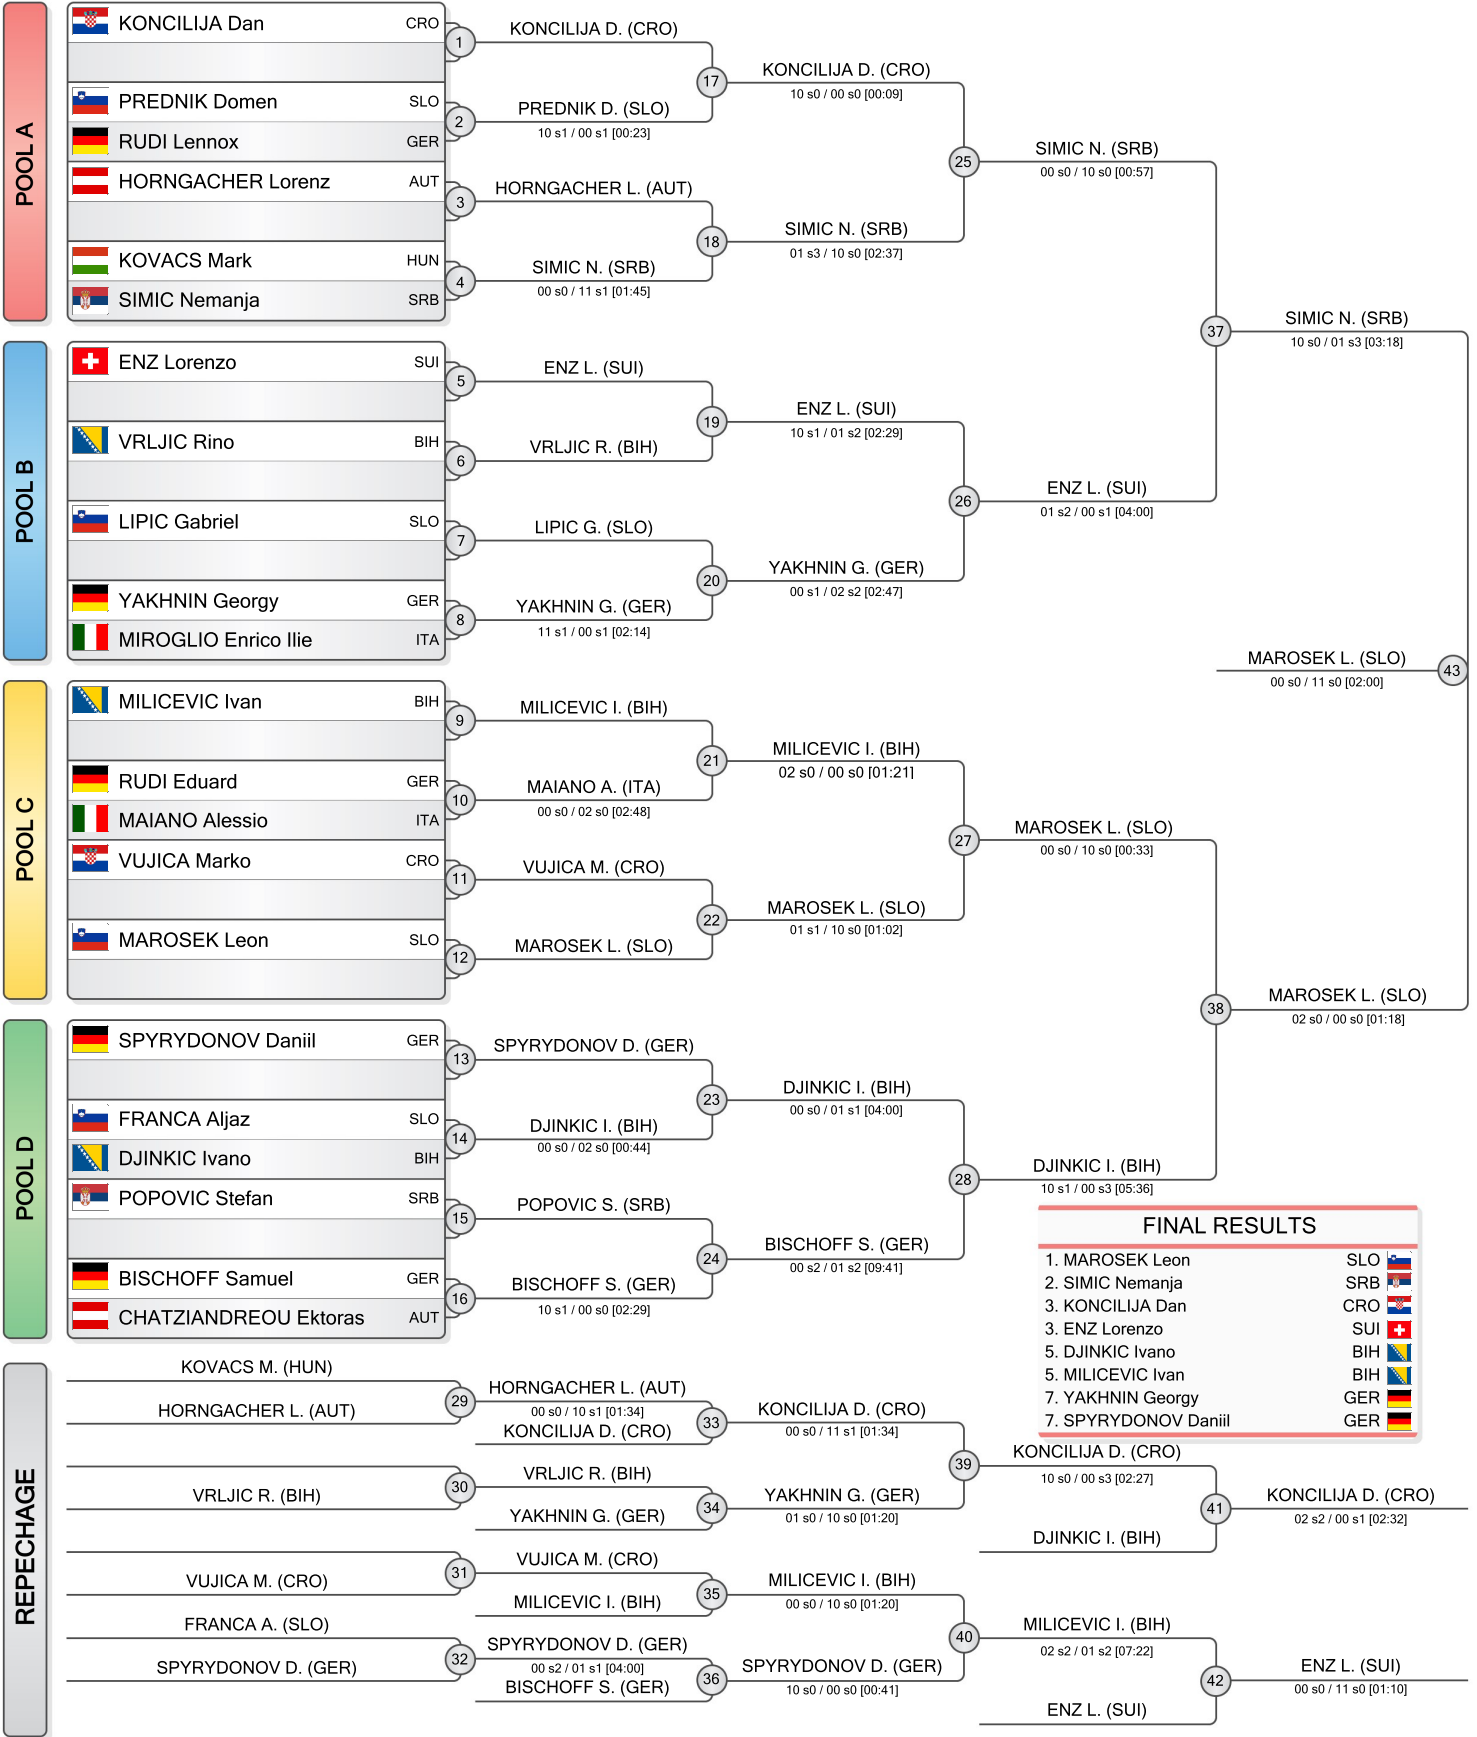 POOL A
KONCILIJA Dan CRO
PREDNIK Domen SLO
RUDI Lennox GER
HORNGACHER Lorenz AUT
KOVACS Mark HUN
SIMIC Nemanja SRB
1
2
3
4
KONCILIJA D. (CRO)
PREDNIK D. (SLO)
10 s1 / 00 s1 [00:23]
HORNGACHER L. (AUT)
SIMIC N. (SRB)
00 s0 / 11 s1 [01:45]
17
18
KONCILIJA D. (CRO)
10 s0 / 00 s0 [00:09]
SIMIC N. (SRB)
01 s3 / 10 s0 [02:37]
25
SIMIC N. (SRB)
00 s0 / 10 s0 [00:57]
POOL B
ENZ Lorenzo SUI
VRLJIC Rino BIH
LIPIC Gabriel SLO
YAKHNIN Georgy GER
MIROGLIO Enrico Ilie ITA
5
6
7
8
ENZ L. (SUI)
VRLJIC R. (BIH)
LIPIC G. (SLO)
YAKHNIN G. (GER)
11 s1 / 00 s1 [02:14]
19
20
ENZ L. (SUI)
10 s1 / 01 s2 [02:29]
YAKHNIN G. (GER)
00 s1 / 02 s2 [02:47]
26
ENZ L. (SUI)
01 s2 / 00 s1 [04:00]
37
SIMIC N. (SRB)
10 s0 / 01 s3 [03:18]
MAROSEK L. (SLO)
00 s0 / 11 s0 [02:00]
43
POOL C
MILICEVIC Ivan BIH
RUDI Eduard GER
MAIANO Alessio ITA
VUJICA Marko CRO
MAROSEK Leon SLO
9
10
11
12
MILICEVIC I. (BIH)
MAIANO A. (ITA)
00 s0 / 02 s0 [02:48]
VUJICA M. (CRO)
MAROSEK L. (SLO)
21
22
MILICEVIC I. (BIH)
02 s0 / 00 s0 [01:21]
MAROSEK L. (SLO)
01 s1 / 10 s0 [01:02]
27
MAROSEK L. (SLO)
00 s0 / 10 s0 [00:33]
POOL D
SPYRYDONOV Daniil GER
FRANCA Aljaz SLO
DJINKIC Ivano BIH
POPOVIC Stefan SRB
BISCHOFF Samuel GER
CHATZIANDREOU Ektoras AUT
13
14
15
16
SPYRYDONOV D. (GER)
DJINKIC I. (BIH)
00 s0 / 02 s0 [00:44]
POPOVIC S. (SRB)
BISCHOFF S. (GER)
10 s1 / 00 s0 [02:29]
23
24
DJINKIC I. (BIH)
00 s0 / 01 s1 [04:00]
BISCHOFF S. (GER)
00 s2 / 01 s2 [09:41]
28
DJINKIC I. (BIH)
10 s1 / 00 s3 [05:36]
38
MAROSEK L. (SLO)
02 s0 / 00 s0 [01:18]
FINAL RESULTS
1. MAROSEK Leon SLO
2. SIMIC Nemanja SRB
3. KONCILIJA Dan CRO
3. ENZ Lorenzo SUI
5. DJINKIC Ivano BIH
5. MILICEVIC Ivan BIH
7. YAKHNIN Georgy GER
7. SPYRYDONOV Daniil GER
REPECHAGE
KOVACS M. (HUN)
HORNGACHER L. (AUT)
VRLJIC R. (BIH)
VUJICA M. (CRO)
FRANCA A. (SLO)
SPYRYDONOV D. (GER)
29
30
31
32
HORNGACHER L. (AUT)
00 s0 / 10 s1 [01:34]
KONCILIJA D. (CRO)
VRLJIC R. (BIH)
YAKHNIN G. (GER)
VUJICA M. (CRO)
MILICEVIC I. (BIH)
SPYRYDONOV D. (GER)
00 s2 / 01 s1 [04:00]
BISCHOFF S. (GER)
33
34
35
36
KONCILIJA D. (CRO)
00 s0 / 11 s1 [01:34]
YAKHNIN G. (GER)
01 s0 / 10 s0 [01:20]
MILICEVIC I. (BIH)
00 s0 / 10 s0 [01:20]
SPYRYDONOV D. (GER)
10 s0 / 00 s0 [00:41]
39
40
KONCILIJA D. (CRO)
10 s0 / 00 s3 [02:27]
DJINKIC I. (BIH)
MILICEVIC I. (BIH)
02 s2 / 01 s2 [07:22]
ENZ L. (SUI)
41
42
KONCILIJA D. (CRO)
02 s2 / 00 s1 [02:32]
ENZ L. (SUI)
00 s0 / 11 s0 [01:10]